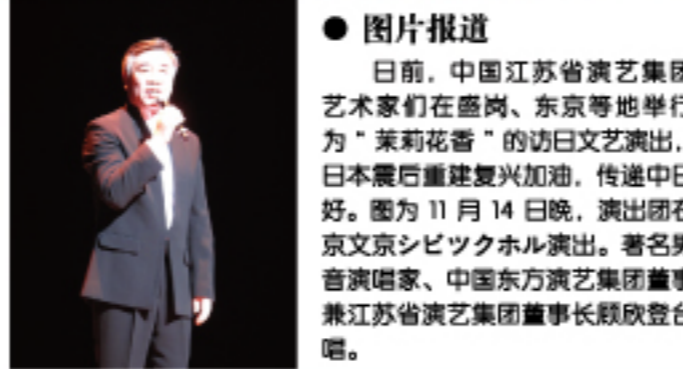 ● 图片报道
日前，中国江苏省演艺集团
艺术家们在盛岗、东京等地举行
为“茉莉花香”的访日文艺演出，
日本震后重建复兴加油，传递中日
好。图为 11 月 14 日晚，演出团在
京文京シビツクホル演出。著名男
音演唱家、中国东方演艺集团董事
兼江苏省演艺集团董事长顾欣登台
唱。